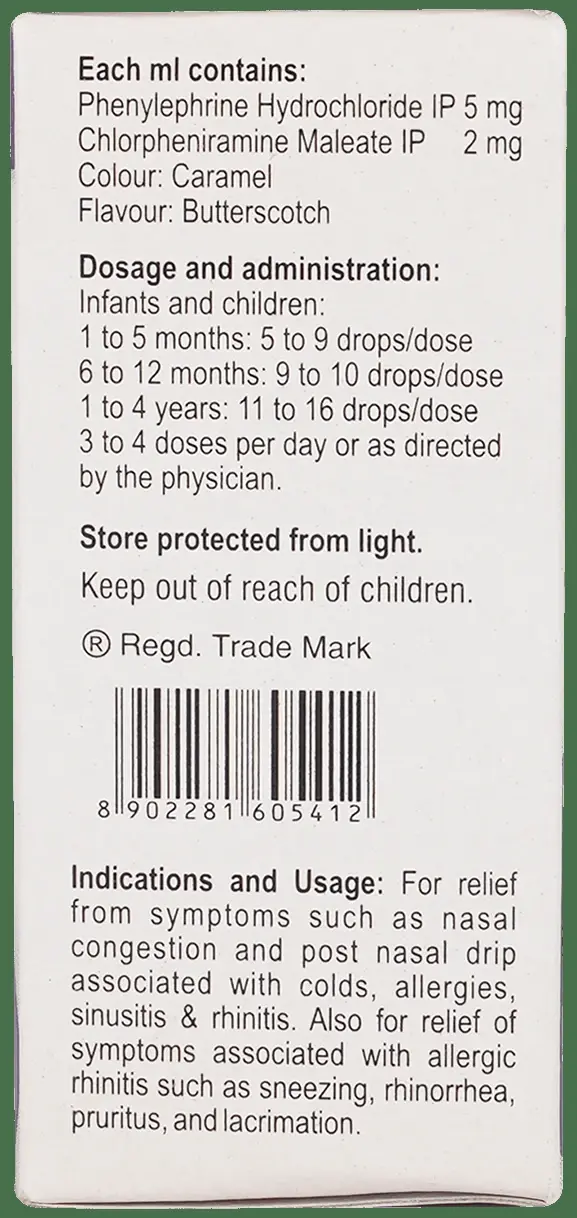 Each ml contains:
Phenylephrine Hydrochloride IP 5 mg
Chlorpheniramine Maleate IP 2 mg
Colour: Caramel
Flavour: Butterscotch
Dosage and administration:
Infants and children:
1 to 5 months: 5 to 9 drops/dose
6 to 12 months: 9 to 10 drops/dose
1 to 4 years: 11 to 16 drops/dose
3 to 4 doses per day or as directed
by the physician.
Store protected from light.
Keep out of reach of children.
® Regd. Trade Mark
8 902281 605412
Indications and Usage: For relief
from symptoms such as nasal
congestion and post nasal drip
associated with colds, allergies,
sinusitis & rhinitis. Also for relief of
symptoms associated with allergic
rhinitis such as sneezing, rhinorrhea,
pruritus, and lacrimation.